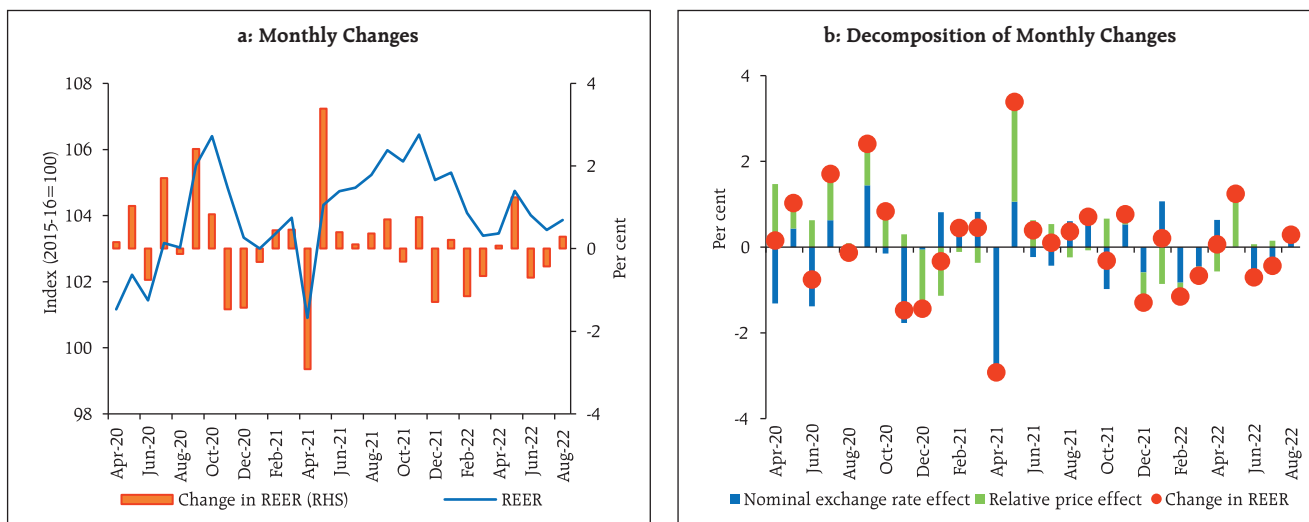 a: Monthly Changes
Index (2015-16=100)
108
106
104
102
100
98
4
2
0
-2
-4
Per cent
Apr-20
Jun-20
Aug-20
Oct-20
Dec-20
Feb-21
Apr-21
Jun-21
Aug-21
Oct-21
Dec-21
Feb-22
Apr-22
Jun-22
Aug-22
Change in REER (RHS) REER
b: Decomposition of Monthly Changes
Per cent
4
2
0
-2
-4
Apr-20
Jun-20
Aug-20
Oct-20
Dec-20
Feb-21
Apr-21
Jun-21
Aug-21
Oct-21
Dec-21
Feb-22
Apr-22
Jun-22
Aug-22
Nominal exchange rate effect Relative price effect Change in REER